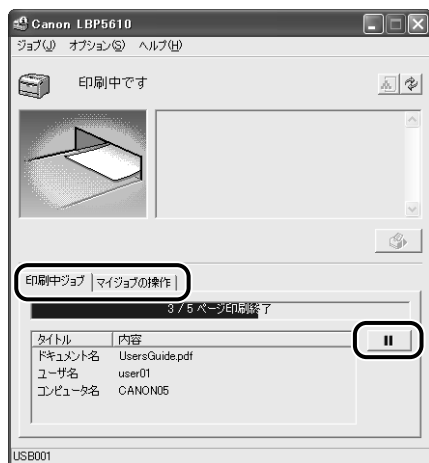 Canon LBP5610
ジョブ(J) オプション(S) ヘルプ(H)
印刷中です
印刷中ジョブ マイジョブの操作
3 / 5 ページ印刷終了
タイトル 内容
ドキュメント名 UsersGuide.pdf
ユーザ名 user01
コンピュータ名 CANON05
USB001